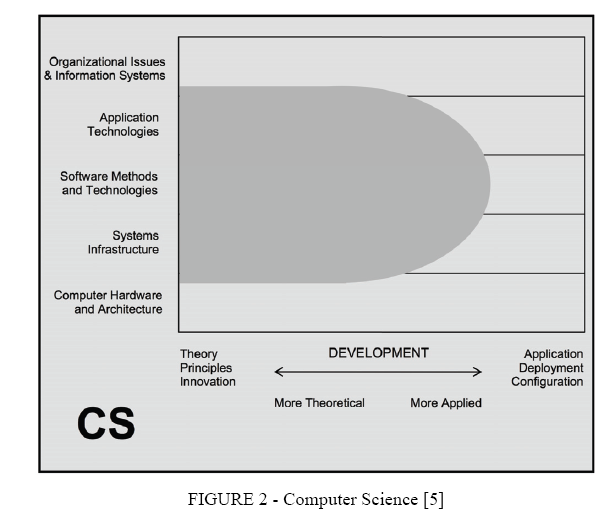 Organizational Issues
& Information Systems
Application
Technologies
Software Methods
and Technologies
Systems
Infrastructure
Computer Hardware
and Architecture
Theory
Principles
Innovation
DEVELOPMENT
More Theoretical
More Applied
Application
Deployment
Configuration
CS
FIGURE 2 - Computer Science [5]